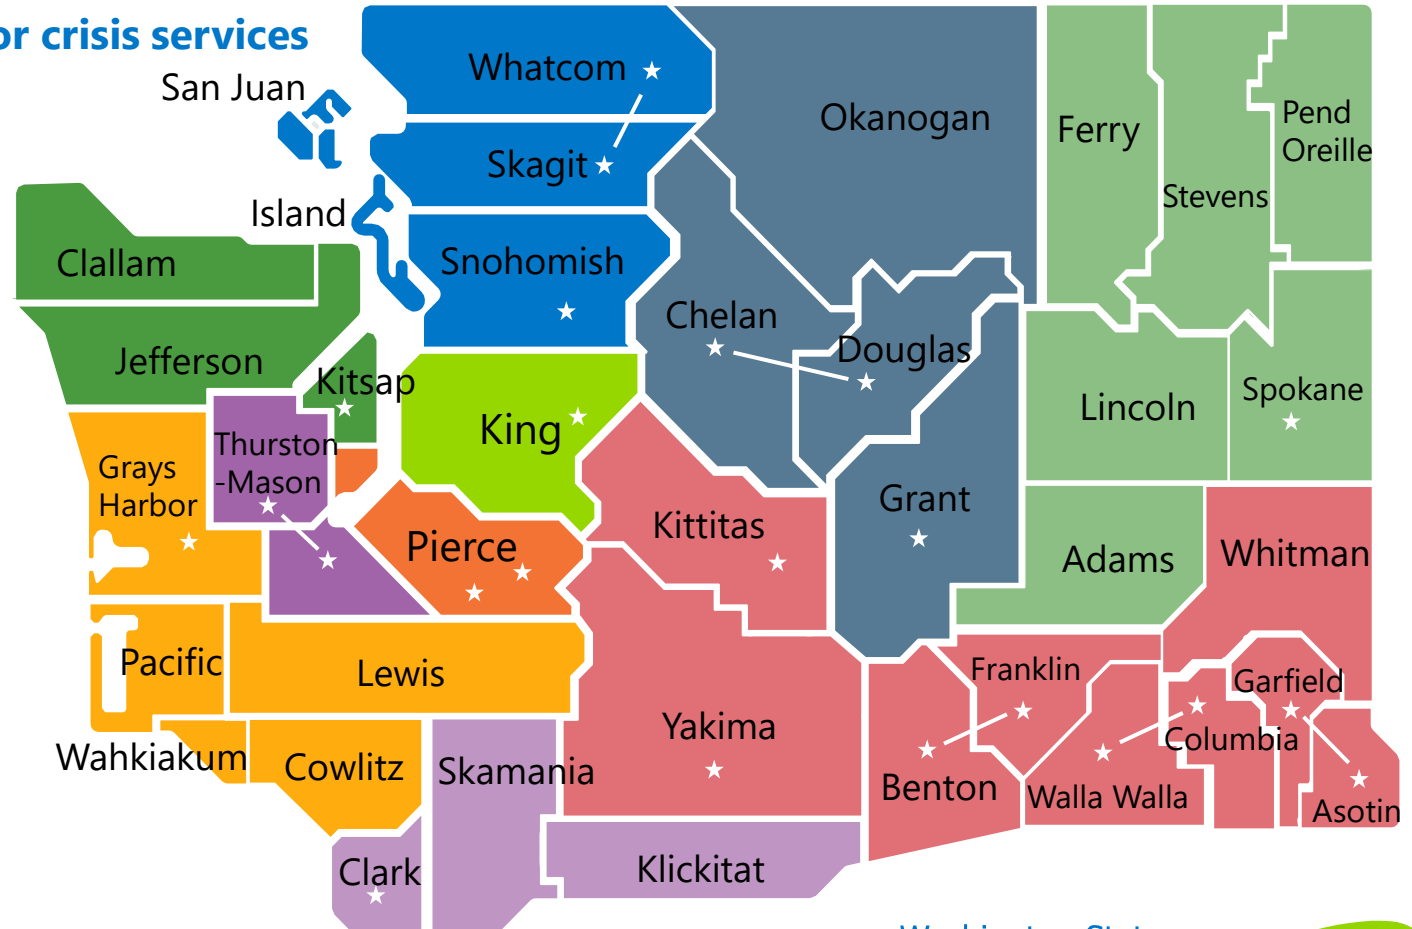 or crisis services
San Juan
Whatcom
Okanogan
Ferry
Pend
Oreille
Skagit
Stevens
Island
Clallam
Snohomish
Chelan
Douglas
Jefferson
Kitsap
Spokane
Lincoln
King
Thurston
-Mason
Grays
Harbor
Grant
Kittitas
Pierce
Adams
Whitman
Pacific
Lewis
Franklin
Garfield
Yakima
Columbia
Wahkiakum
Cowlitz
Skamania
Benton
Walla Walla
Asotin
Clark
Klickitat
Washington State